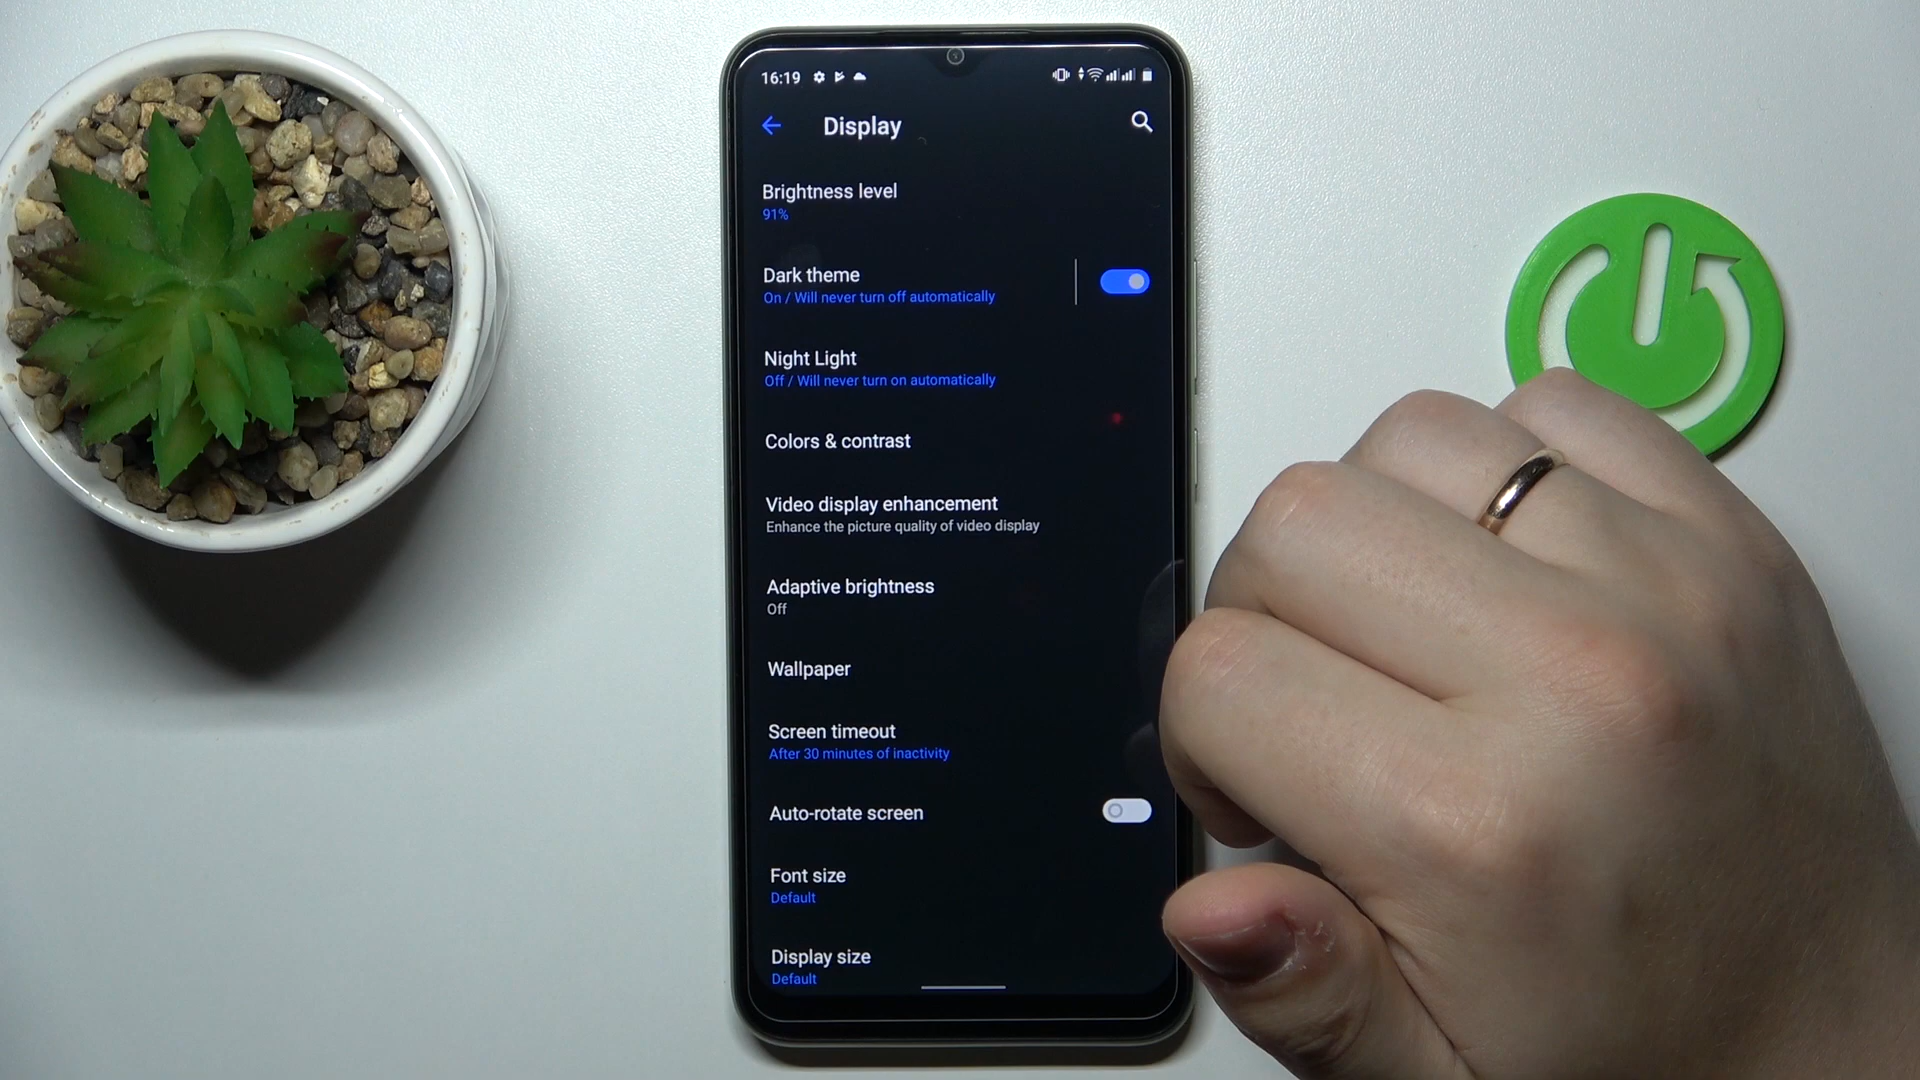 16:19
Display
Brightness level
91%
Dark theme
On / Will never turn off automatically
Night Light
Off / Will never turn on automatically
Colors & contrast
Video display enhancement
Enhance the picture quality of video display
Adaptive brightness
Off
Wallpaper
Screen timeout
After 30 minutes of inactivity
Auto-rotate screen
Font size
Default
Display size
Default